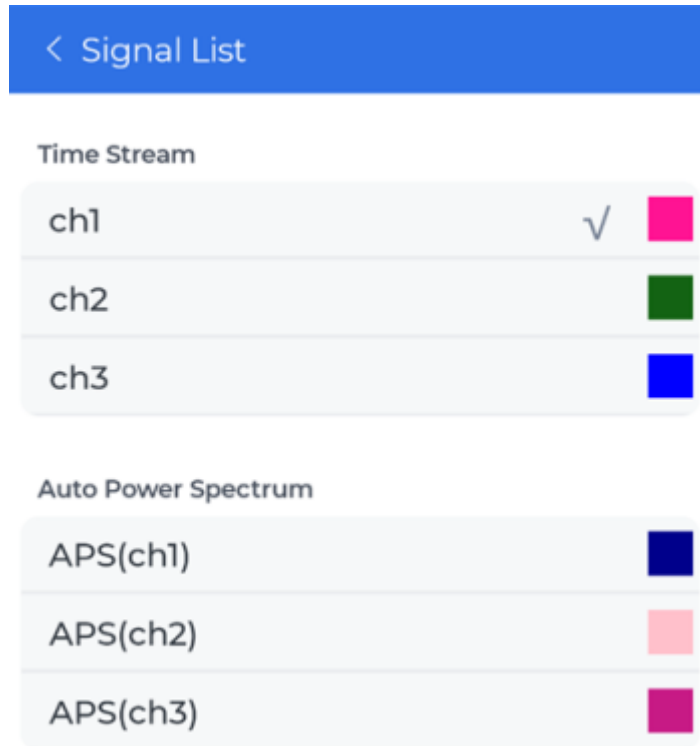 < Signal List
Time Stream
ch1 √
ch2
ch3
Auto Power Spectrum
APS(ch1)
APS(ch2)
APS(ch3)